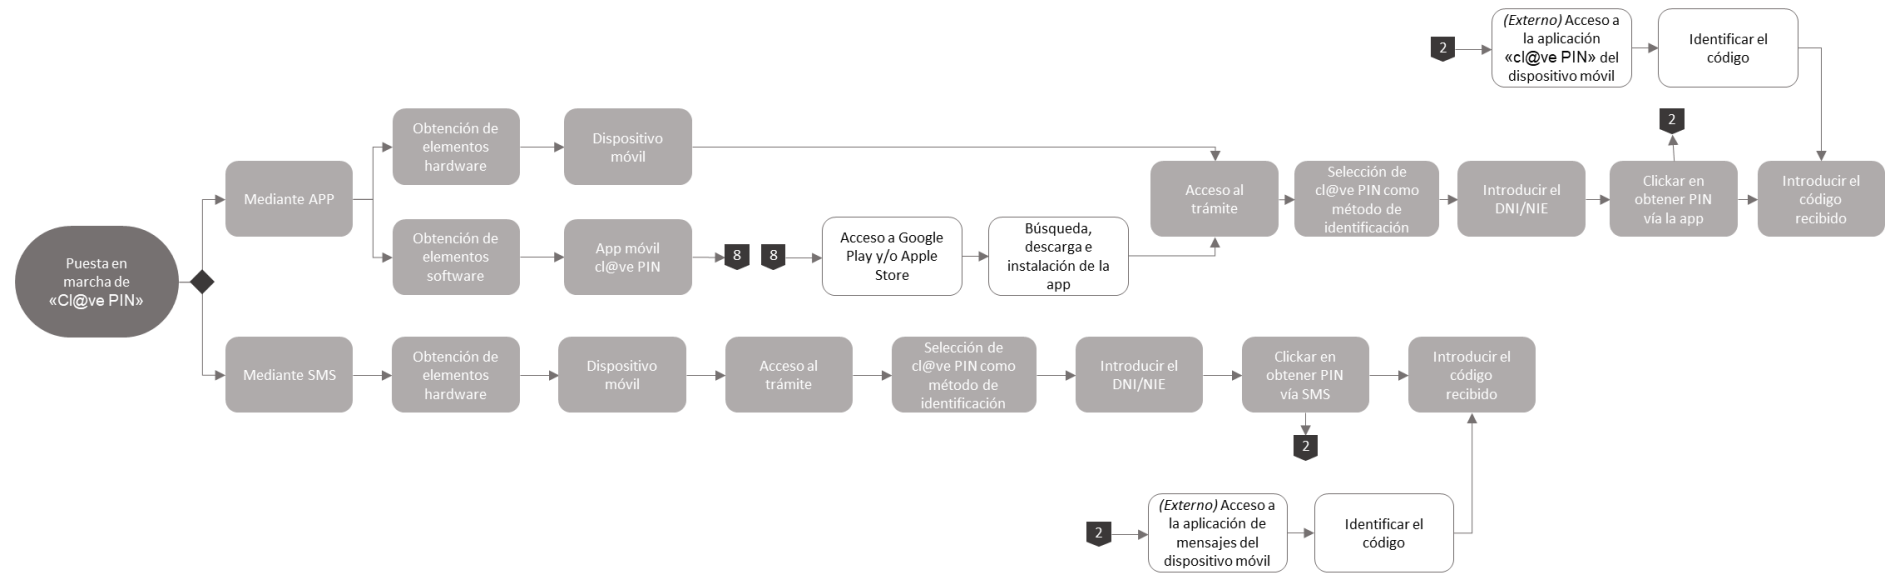 Puesta en
marcha de
«Cl@ve PIN»
Mediante APP
Obtención de
elementos
hardware
Dispositivo
móvil
Obtención de
elementos
software
App móvil
cl@ve PIN
8
8
Acceso a Google
Play y/o Apple
Store
Búsqueda,
descarga e
instalación de la
app
Acceso al
trámite
Selección de
cl@ve PIN como
método de
identificación
Introducir el
DNI/NIE
Clickar en
obtener PIN
vía la app
2
2
(Externo) Acceso a
la aplicación
«cl@ve PIN» del
dispositivo móvil
Identificar el
código
Introducir el
código
recibido
Mediante SMS
Obtención de
elementos
hardware
Dispositivo
móvil
Acceso al
trámite
Selección de
cl@ve PIN como
método de
identificación
Introducir el
DNI/NIE
Clickar en
obtener PIN
vía SMS
2
2
(Externo) Acceso a
la aplicación de
mensajes del
dispositivo móvil
Identificar el
código
Introducir el
código
recibido